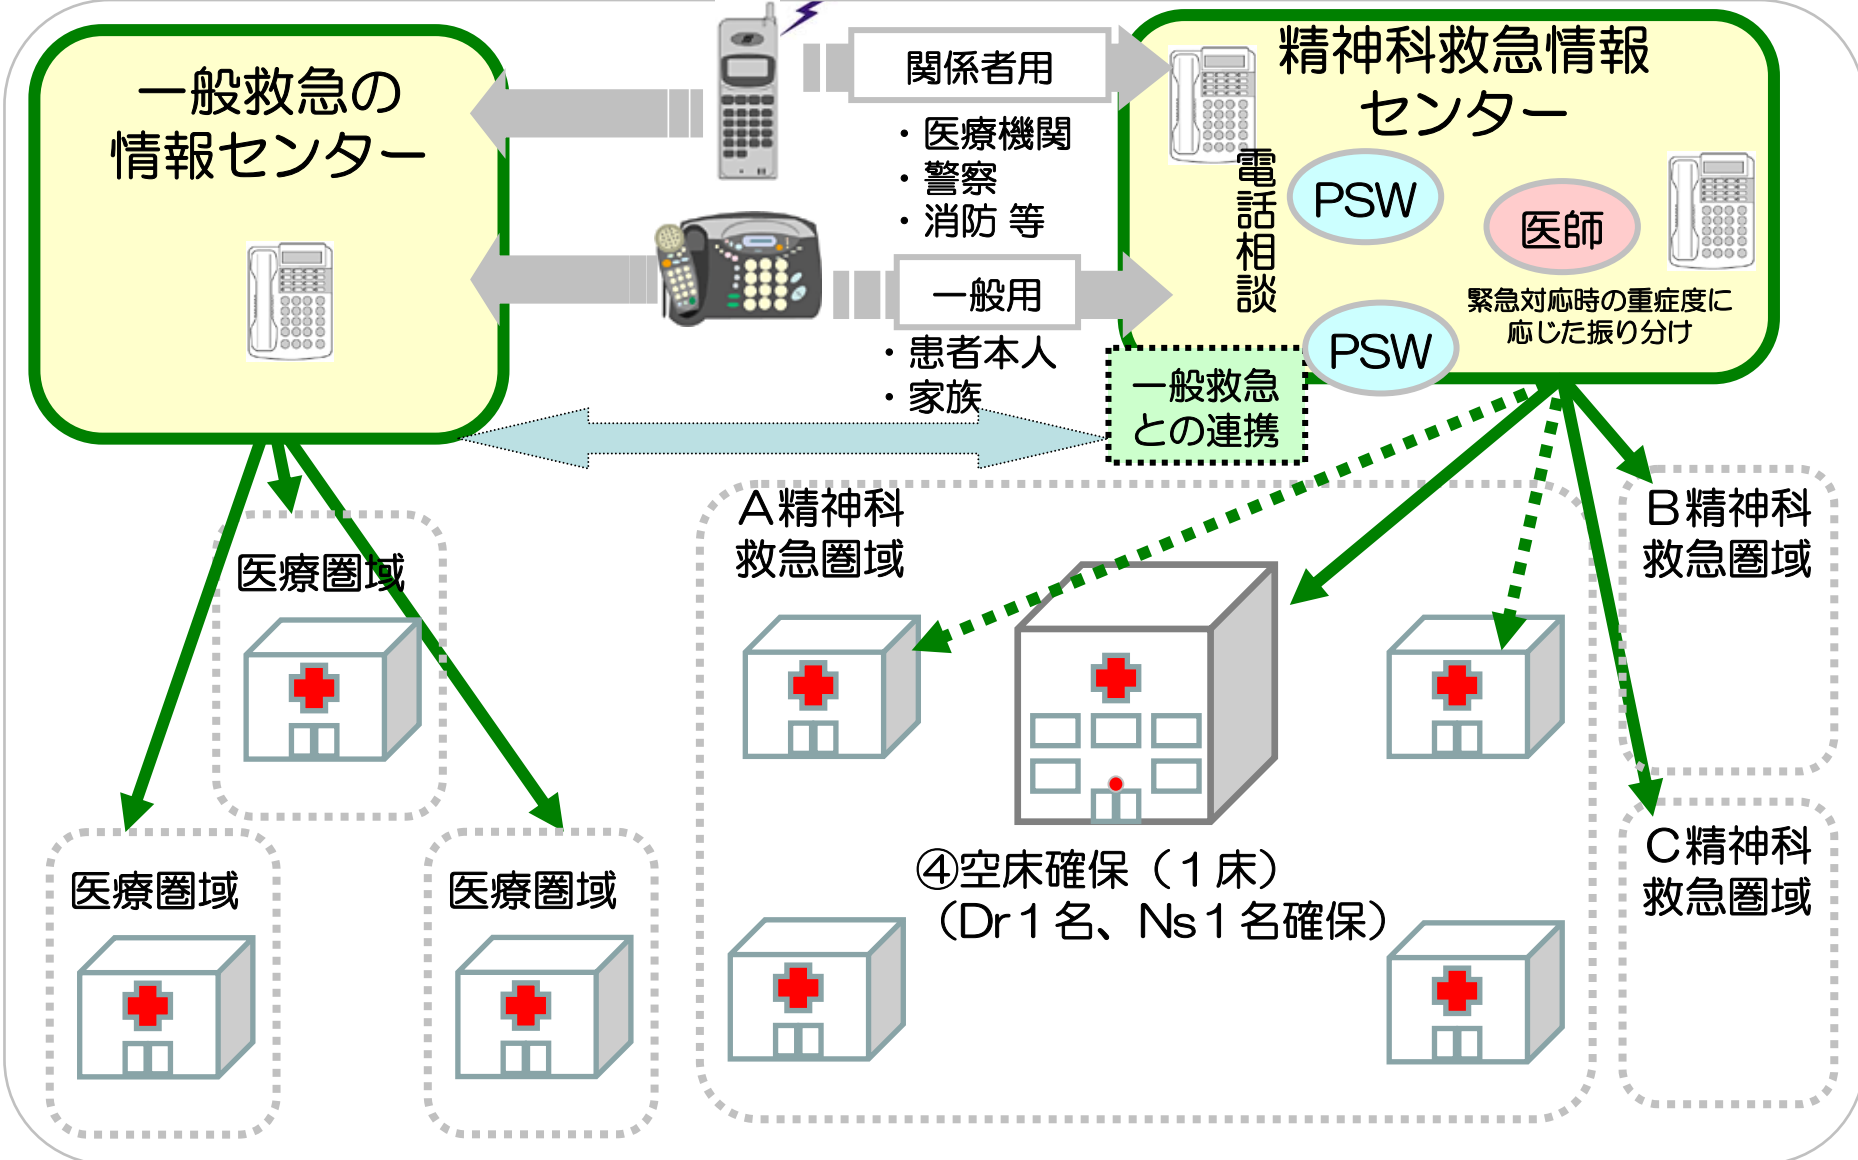 一般救急の
情報センター
関係者用
・医療機関
・警察
・消防 等
一般用
・患者本人
・家族
精神科救急情報
センター
電話相談
PSW
医師
PSW
緊急対応時の重症度に
応じた振り分け
一般救急
との連携
医療圏域
医療圏域
医療圏域
A精神科
救急圏域
④空床確保（1床）
（Dr1名、Ns1名確保）
B精神科
救急圏域
C精神科
救急圏域